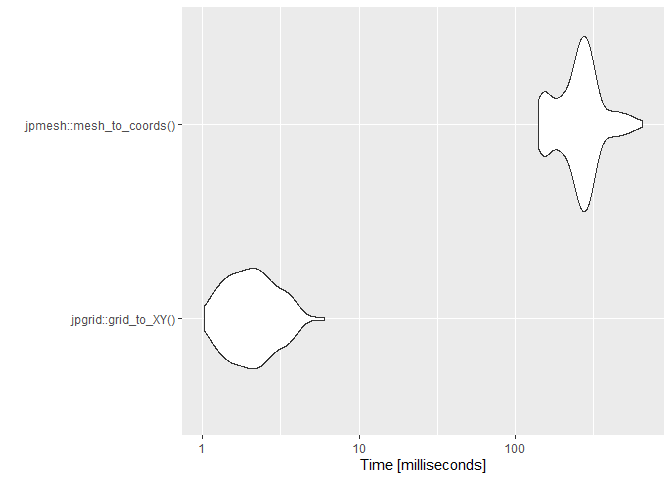 jpmesh::mesh_to_coords()
jpgrid::grid_to_XY()
1 10 100
Time [milliseconds]